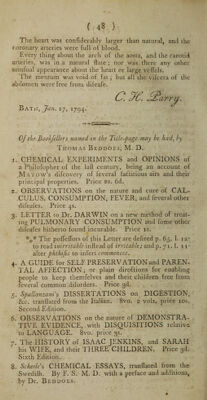 ( 48 )
The heart was considerably larger than natural, and the
coronary arteries were full of blood.
Every thing about the arch of the aorta, and the carotid
arteries, was in a natural state; nor was there any other
unusual appearance about the heart or large vessels.
The mentum was void of fat; but all the viscera of the
abdomen were free from disease.
C. H. Parry.
BATH, Jan. 17, 1794.
Of the Booksellers named in the Title-page may be had, by
THOMAS BEDDOES, M. D.
1. CHEMICAL EXPERIMENTS and OPINIONS of
a Philosopher of the last century, being an account of
MAYOW's discovery of several factitious airs and their
principal properties. Price 2s. 6d.
2. OBSERVATIONS on the nature and cure of CAL-
CULUS, CONSUMPTION, FEVER, and several other
diseases. Price 4s.
3. LETTER to Dr. DARWIN on a new method of treat-
ing PULMONARY CONSUMPTION and some other
diseases hitherto found incurable. Price 1s.
*⁎* The possessors of this Letter are desired p. 65. l. 12
to read inirritable instead of irritable; and p. 71. l. 11
after phthisis to insert commences.
4. A GUIDE for SELF PRESERVATION and PAREN-
TAL AFFECTION; or plain directions for enabling
people to keep themselves and their children free from
several common disorders. Price 3d.
5. Spallanzani's DISSERTATIONS on DIGESTION,
&c. translated from the Italian. 8vo. 2 vols, price 10s,
Second Edition.
6. OBSERVATIONS on the nature of DEMONSTRA-
TIVE EVIDENCE, with DISQUISITIONS relative
to LANGUAGE. 8vo. price 3s.
7. The HISTORY of ISAAC JENKINS, and SARAH
his WIFE, and their THREE CHILDREN. Price 3d.
Sixth Edition.
8. Scheele's CHEMICAL ESSAYS, translated from the
Swedish. By F. S. M. D. with a preface and additions,
by Dr. BEDDOES.